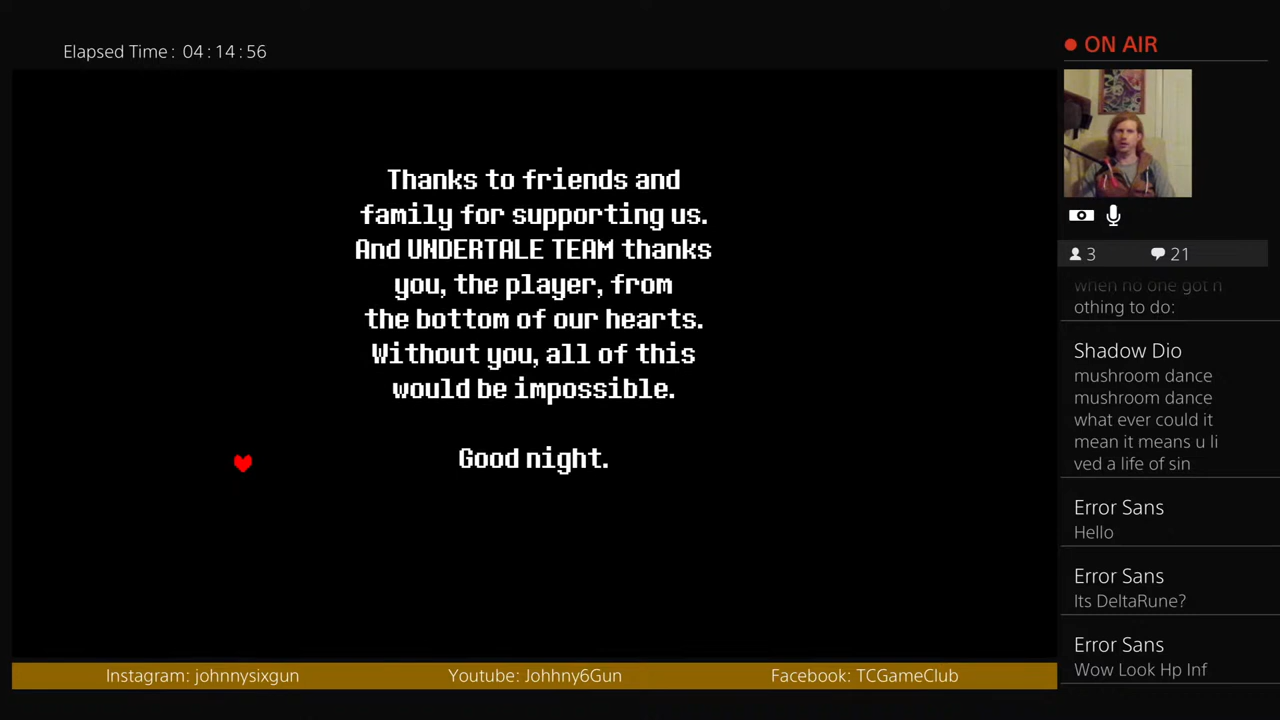 Elapsed Time : 04 : 14 : 56
ON AIR
Thanks to friends and
family for supporting us.
And UNDERTALE TEAM thanks
you, the player, from
the bottom of our hearts.
Without you, all of this
would be impossible.
Good night.
3 21
when no one got n
othing to do:
Shadow Dio
mushroom dance
mushroom dance
what ever could it
mean it means u li
ved a life of sin
Error Sans
Hello
Error Sans
Its DeltaRune?
Error Sans
Wow Look Hp Inf
Instagram: johnnysixgun Youtube: Johhny6Gun Facebook: TCGameClub